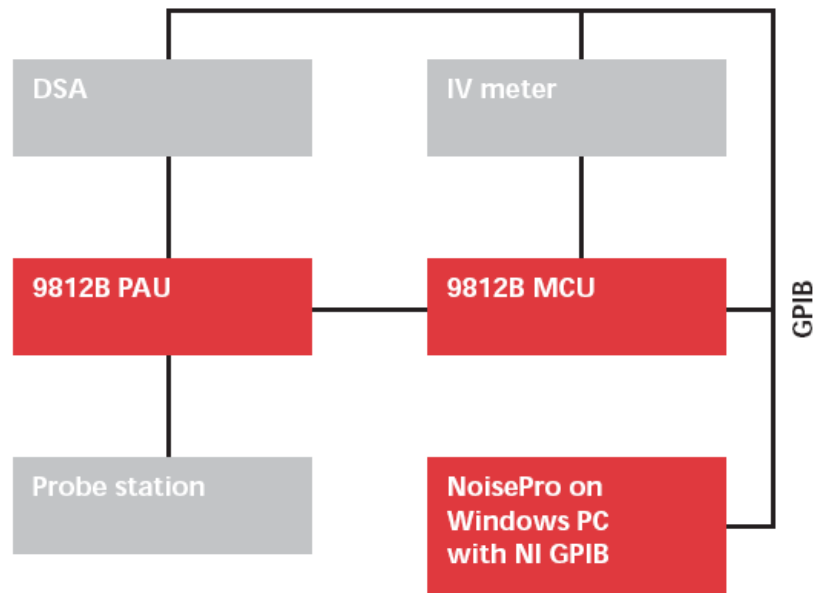 DSA
IV meter
9812B PAU
9812B MCU
GPIB
Probe station
NoisePro on
Windows PC
with NI GPIB